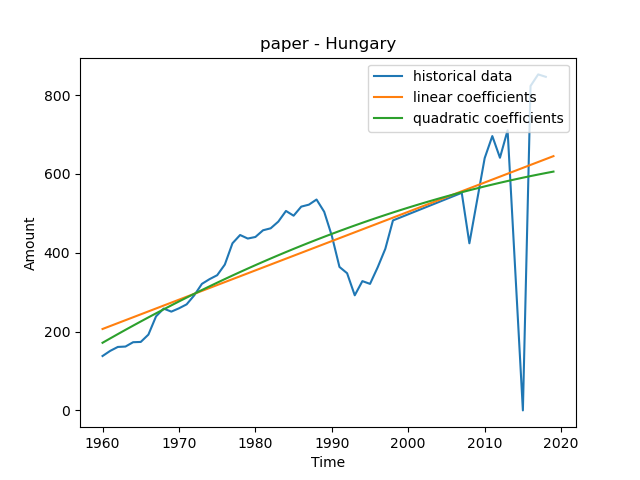 paper - Hungary
historical data
linear coefficients
quadratic coefficients
800
600
400
200
0
Amount
1960 1970 1980 1990 2000 2010 2020
Time